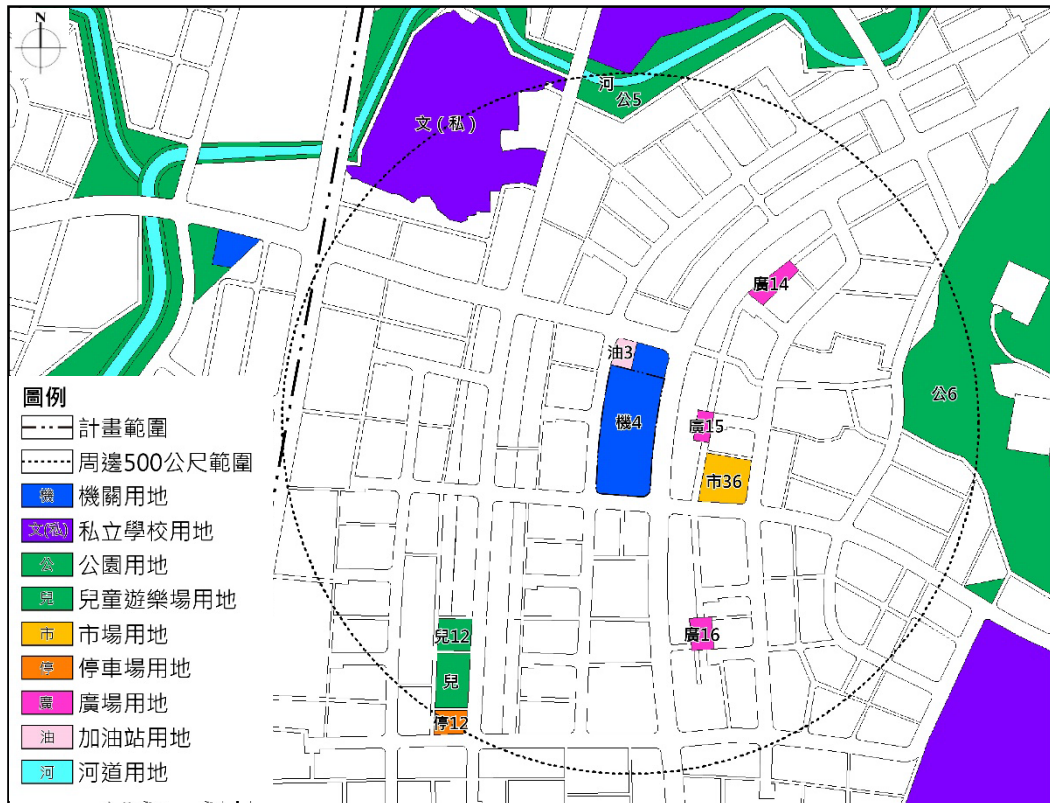 N
河
公5
文(私)
廣14
油3
公6
機4
廣15
市36
兒12
廣16
兒
停12
圖例
計畫範圍
周邊500公尺範圍
機 機關用地
文(私) 私立學校用地
公 公園用地
兒 兒童遊樂場用地
市 市場用地
停 停車場用地
廣 廣場用地
油 加油站用地
河 河道用地